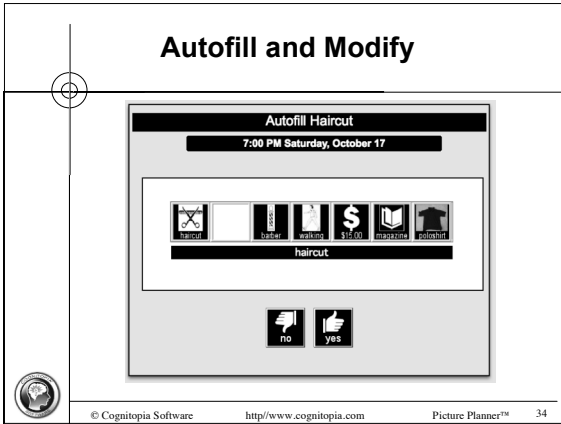 Autofill and Modify
Autofill Haircut
7:00 PM Saturday, October 17
haircut barber walking $15.00 magazine poloshirt
haircut
no yes
© Cognitopia Software http//www.cognitopia.com Picture Planner™ 34